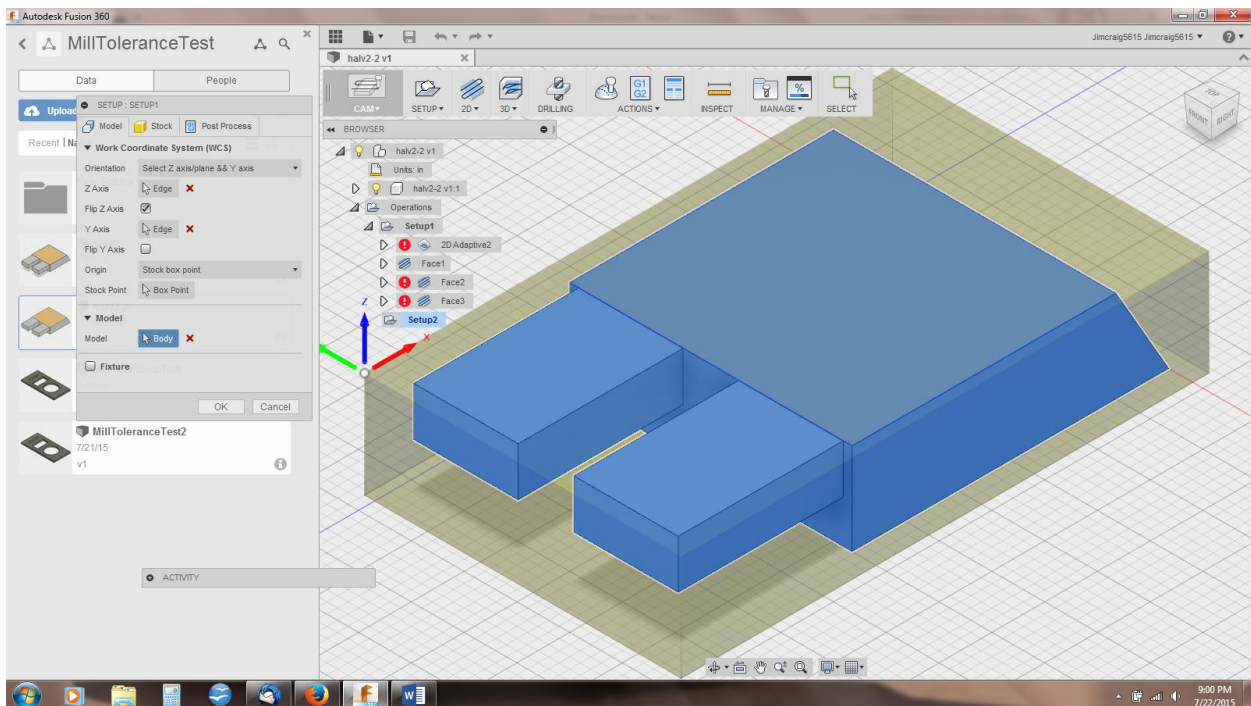 Autodesk Fusion 360
MillToleranceTest
Jimcraig5615 Jimcraig5615
halv2-2 v1
Data People
CAM SETUP 2D 3D DRILLING ACTIONS INSPECT MANAGE SELECT
G1
G2
%
Upload
SETUP : SETUP1
Model Stock Post Process
Recent
Work Coordinate System (WCS)
Orientation Select Z axis/plane && Y axis
Z Axis Edge
Flip Z Axis
Y Axis Edge
Flip Y Axis
Origin Stock box point
Stock Point Box Point
Model
Model Body
Fixture
OK Cancel
MillToleranceTest2
7/21/15
v1
ACTIVITY
BROWSER
halv2-2 v1
Units: in
halv2-2 v1:1
Operations
Setup1
2D Adaptive2
Face1
Face2
Face3
Setup2
Z
X
TOP
FRONT RIGHT
9:00 PM
7/22/2015